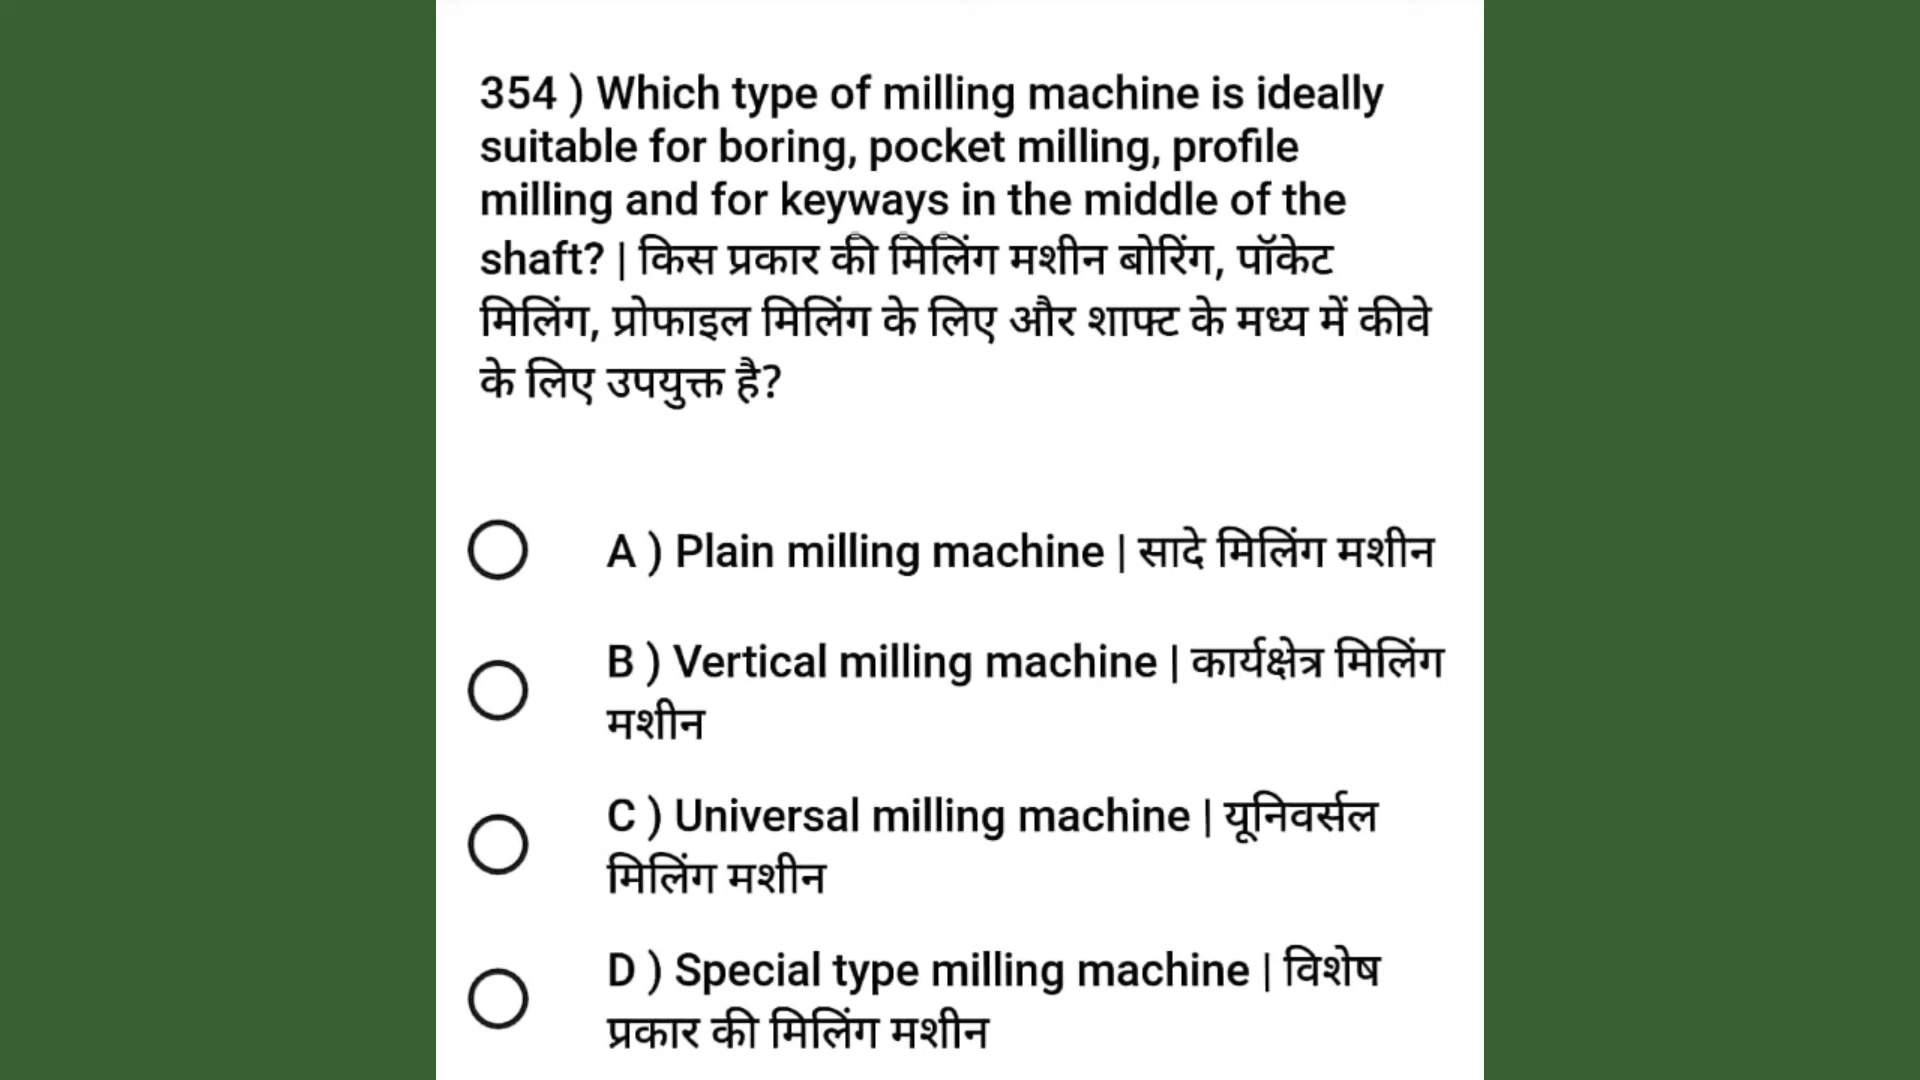 354 ) Which type of milling machine is ideally
suitable for boring, pocket milling, profile
milling and for keyways in the middle of the
shaft? | किस प्रकार की मिलिंग मशीन बोरिंग, पॉकेट
मिलिंग, प्रोफाइल मिलिंग के लिए और शाफ्ट के मध्य में कीवे
के लिए उपयुक्त है?
A ) Plain milling machine | सादे मिलिंग मशीन
B ) Vertical milling machine | कार्यक्षेत्र मिलिंग
मशीन
C ) Universal milling machine | यूनिवर्सल
मिलिंग मशीन
D ) Special type milling machine | विशेष
प्रकार की मिलिंग मशीन